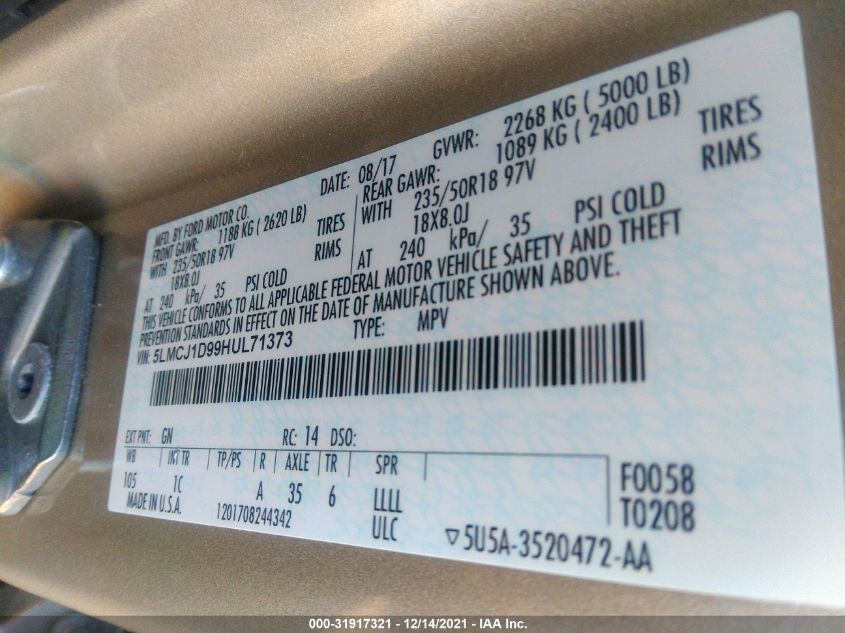 MFD. BY FORD MOTOR CO.
DATE: 08/17 GVWR: 2268 KG ( 5000 LB)
FRONT GAWR: 1188 KG ( 2620 LB)
REAR GAWR: 1089 KG ( 2400 LB)
WITH 235/50R18 97V TIRES
WITH 235/50R18 97V TIRES
18X8.0J RIMS
18X8.0J RIMS
AT 240 kPa/ 35 PSI COLD
AT 240 kPa/ 35 PSI COLD
THIS VEHICLE CONFORMS TO ALL APPLICABLE FEDERAL MOTOR VEHICLE SAFETY AND THEFT
PREVENTION STANDARDS IN EFFECT ON THE DATE OF MANUFACTURE SHOWN ABOVE.
VIN: 5LMCJ1D99HUL71373 TYPE: MPV
EXT PNT: GN RC: 14 DSO:
WB INT TR TP/PS R AXLE TR SPR
105 1C A 35 6 LLLL F0058
MADE IN U.S.A. 1201708244342 ULC T0208
▽5U5A-3520472-AA
000-31917321 - 12/14/2021 - IAA Inc.